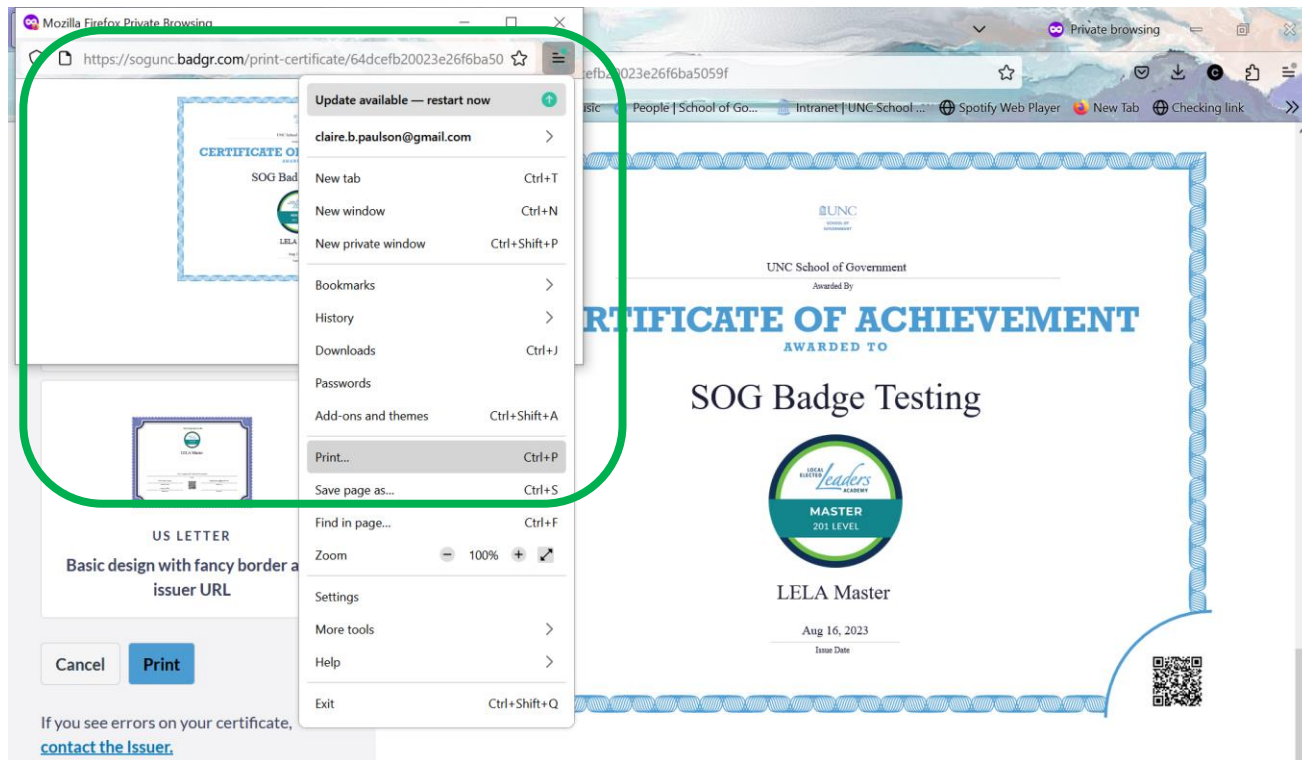 Mozilla Firefox Private Browsing
Private browsing
https://sogunc.badgr.com/print-certificate/64dcefb20023e26f6ba50
efb20023e26f6ba5059f
People | School of Go...
Intranet | UNC School ...
Spotify Web Player
New Tab
Checking link
CERTIFICATE O
SOG Bad
LELA
Update available — restart now
claire.b.paulson@gmail.com
New tab Ctrl+T
New window Ctrl+N
New private window Ctrl+Shift+P
Bookmarks
History
Downloads Ctrl+J
Passwords
Add-ons and themes Ctrl+Shift+A
Print... Ctrl+P
Save page as... Ctrl+S
Find in page... Ctrl+F
Zoom 100%
Settings
More tools
Help
Exit Ctrl+Shift+Q
US LETTER
Basic design with fancy border a
issuer URL
Cancel
Print
If you see errors on your certificate,
contact the Issuer.
UNC
SCHOOL OF
GOVERNMENT
UNC School of Government
Awarded By
RTIFICATE OF ACHIEVEMENT
AWARDED TO
SOG Badge Testing
LOCAL
ELECTED
Leaders
ACADEMY
MASTER
201 LEVEL
LELA Master
Aug 16, 2023
Issue Date